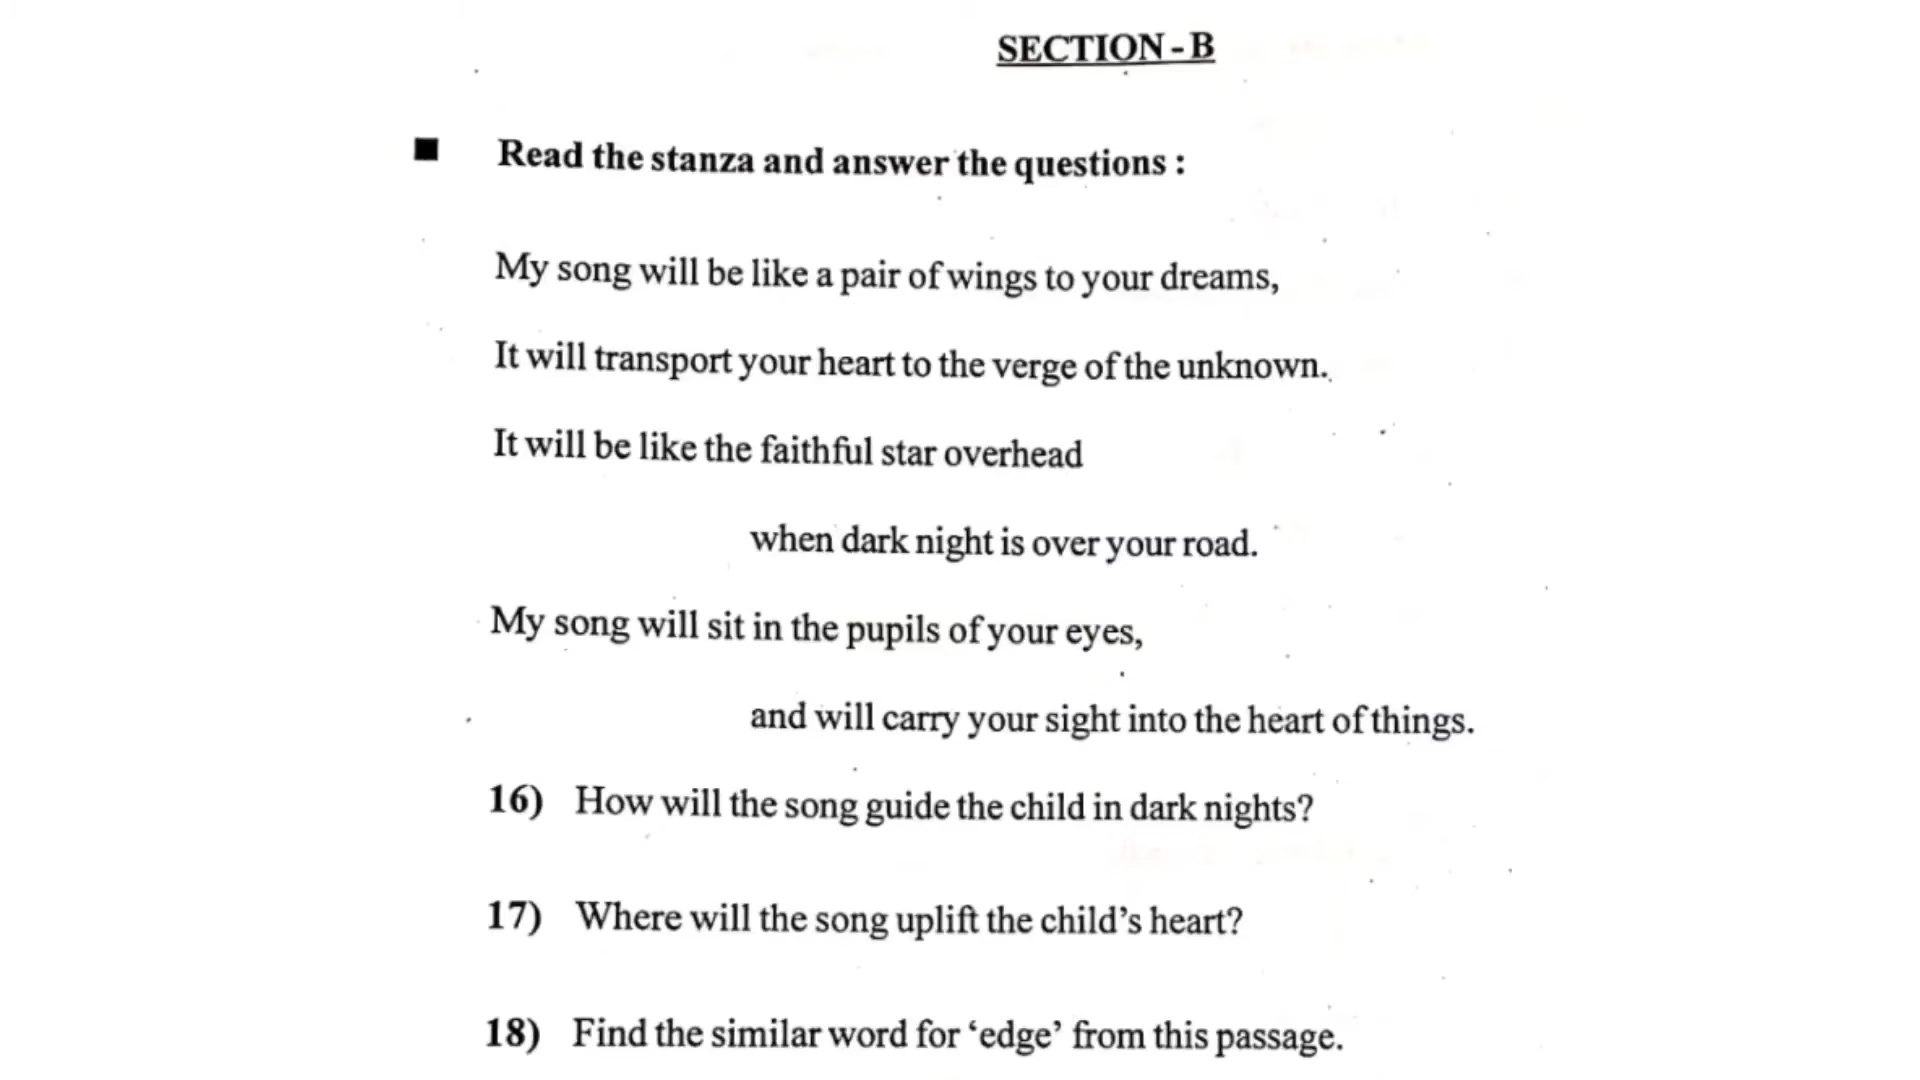 SECTION-B
■ Read the stanza and answer the questions :
My song will be like a pair of wings to your dreams,
It will transport your heart to the verge of the unknown.
It will be like the faithful star overhead
when dark night is over your road.
My song will sit in the pupils of your eyes,
and will carry your sight into the heart of things.
16) How will the song guide the child in dark nights?
17) Where will the song uplift the child’s heart?
18) Find the similar word for ‘edge’ from this passage.